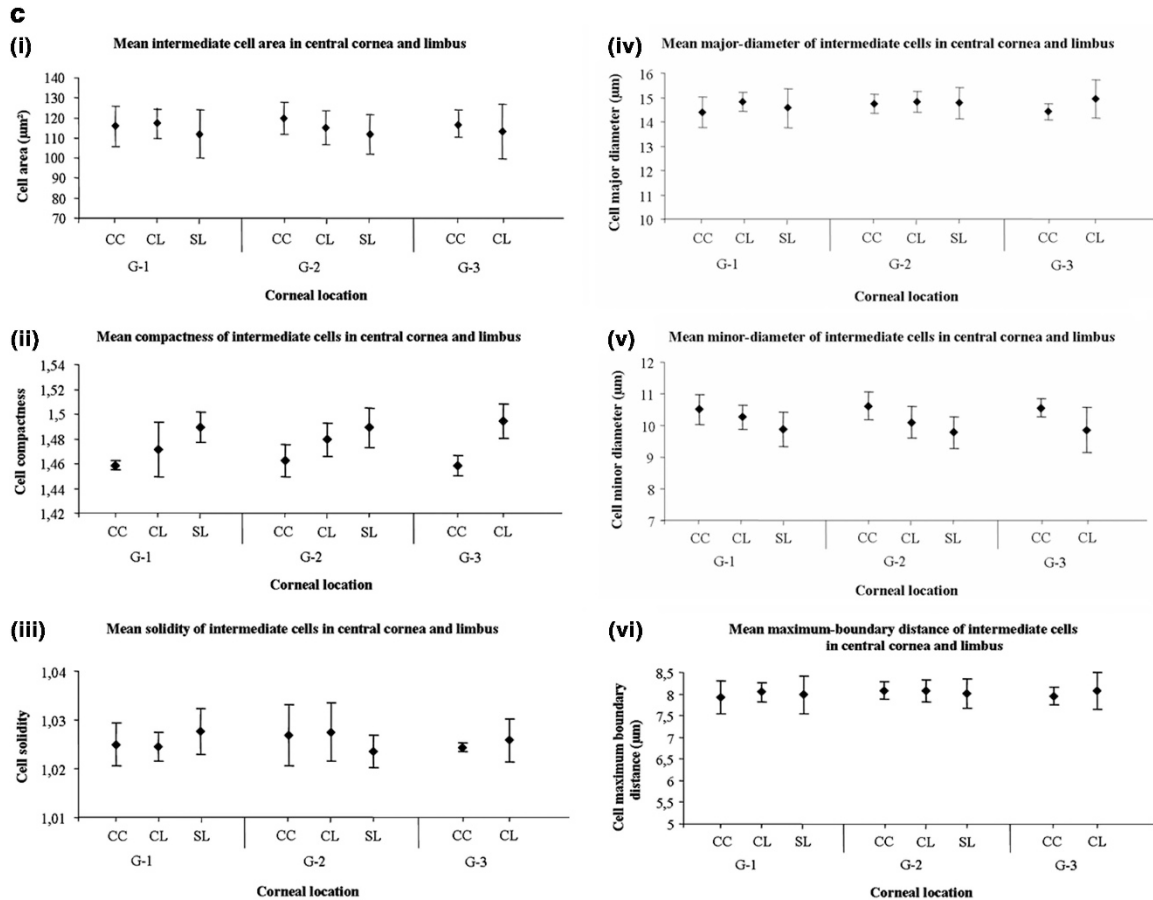 c
(i)
Mean intermediate cell area in central cornea and limbus
Cell area (µm²)
140
130
120
110
100
90
80
70
CC CL SL CC CL SL CC CL
G-1 G-2 G-3
Corneal location
(ii)
Mean compactness of intermediate cells in central cornea and limbus
Cell compactness
1,54
1,52
1,5
1,48
1,46
1,44
1,42
CC CL SL CC CL SL CC CL
G-1 G-2 G-3
Corneal location
(iii)
Mean solidity of intermediate cells in central cornea and limbus
Cell solidity
1,04
1,03
1,02
1,01
CC CL SL CC CL SL CC CL
G-1 G-2 G-3
Corneal location
(iv)
Mean major-diameter of intermediate cells in central cornea and limbus
Cell major diameter (µm)
16
15
14
13
12
11
10
CC CL SL CC CL SL CC CL
G-1 G-2 G-3
Corneal location
(v)
Mean minor-diameter of intermediate cells in central cornea and limbus
Cell minor diameter (µm)
12
11
10
9
8
7
CC CL SL CC CL SL CC CL
G-1 G-2 G-3
Corneal location
(vi)
Mean maximum-boundary distance of intermediate cells
in central cornea and limbus
Cell maximum boundary
distance (µm)
8,5
8
7,5
7
6,5
6
5,5
5
CC CL SL CC CL SL CC CL
G-1 G-2 G-3
Corneal location